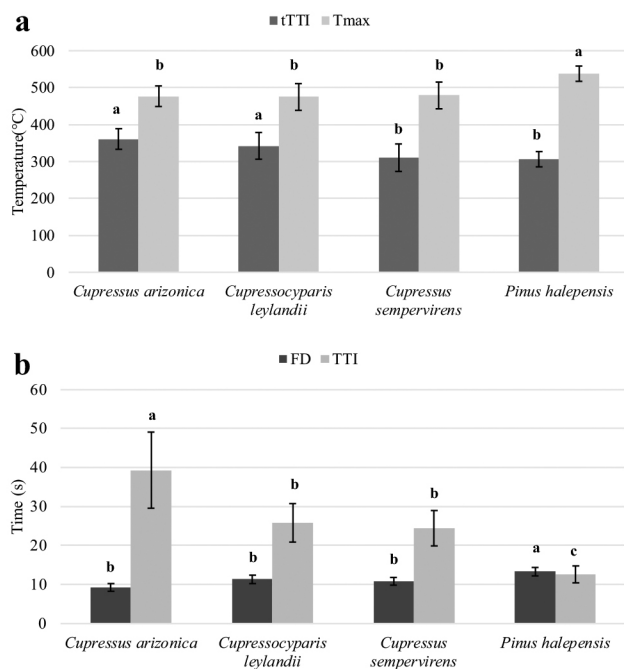 a
tTTI Tmax
600
500
400
300
200
100
0
Temperature(°C)
a b a b b b b a
Cupressus arizonica Cupressocyparis leylandii Cupressus sempervirens Pinus halepensis
b
FD TTI
60
50
40
30
20
10
0
Time (s)
b a b b b b a c
Cupressus arizonica Cupressocyparis leylandii Cupressus sempervirens Pinus halepensis